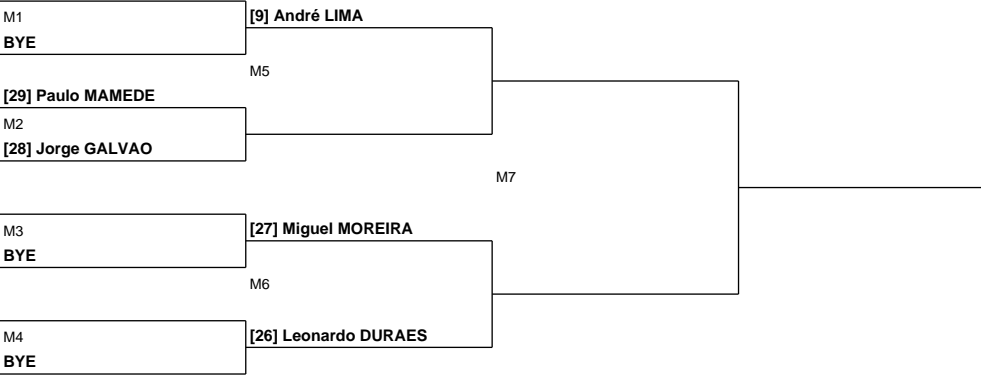 M1
[9] André LIMA
BYE
M5
[29] Paulo MAMEDE
M2
[28] Jorge GALVAO
M7
M3
[27] Miguel MOREIRA
BYE
M6
M4
[26] Leonardo DURAES
BYE